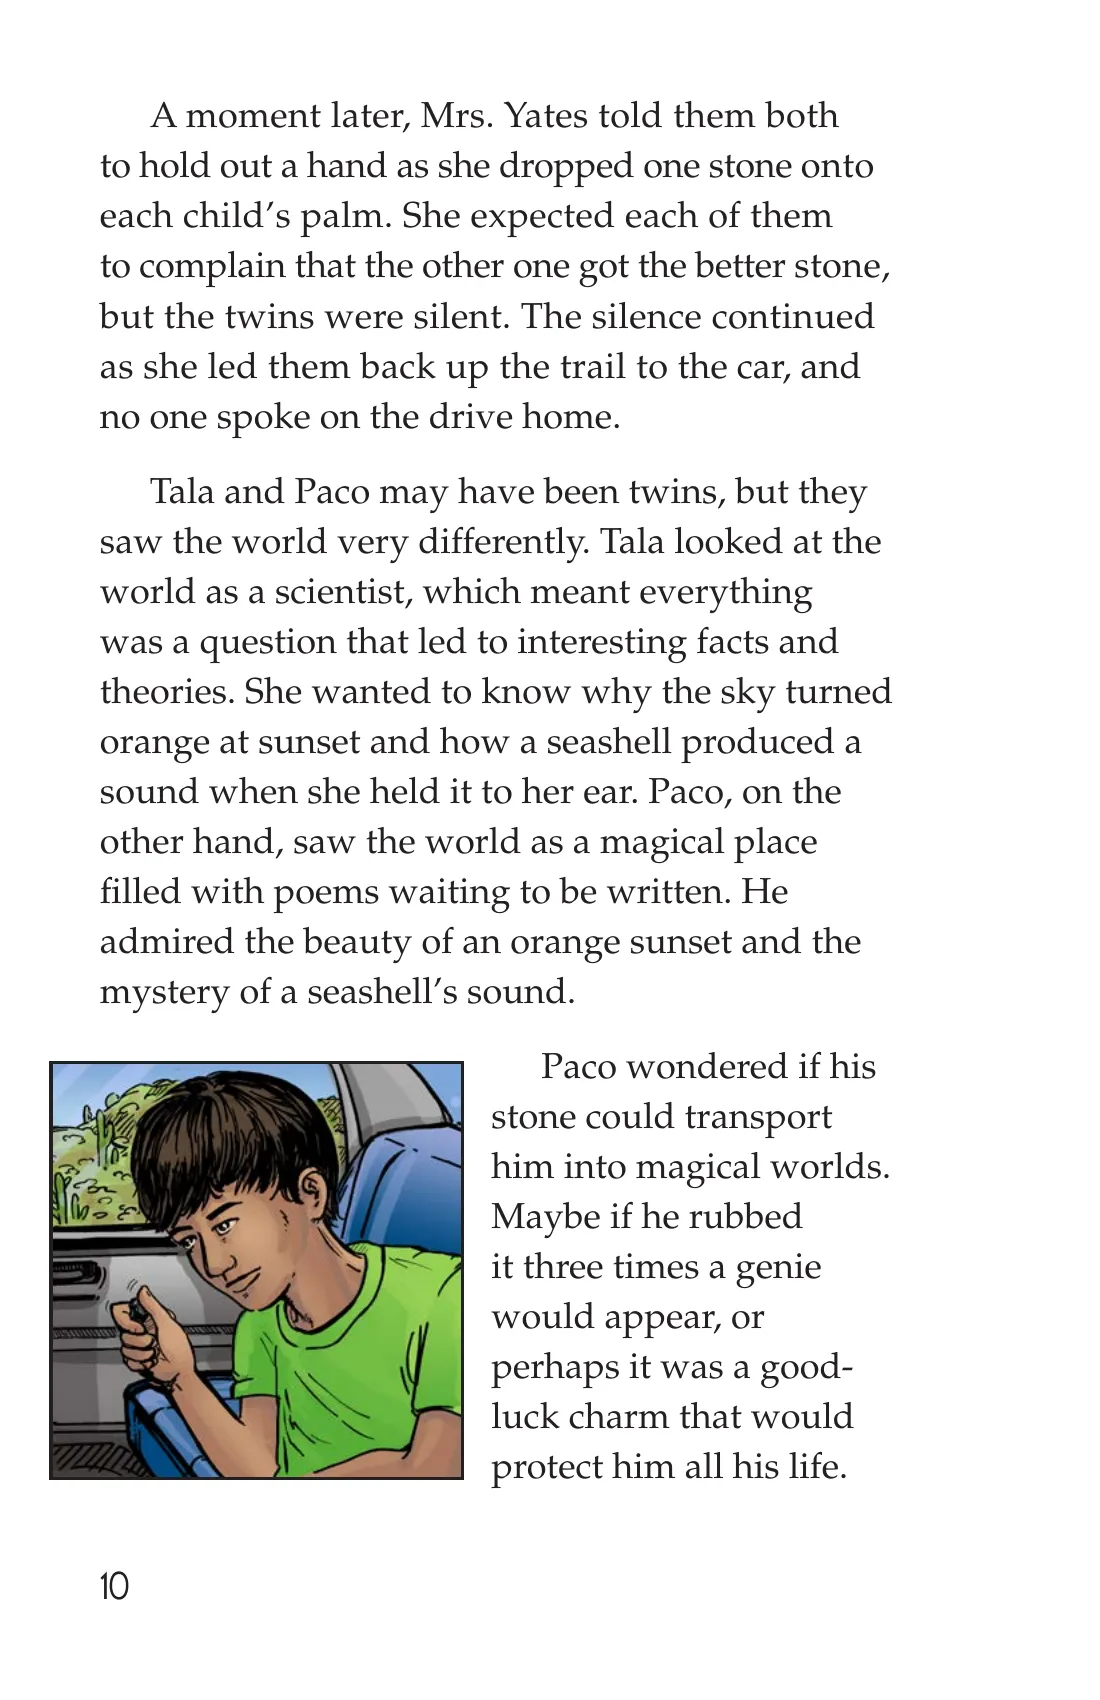 A moment later, Mrs. Yates told them both
to hold out a hand as she dropped one stone onto
each child’s palm. She expected each of them
to complain that the other one got the better stone,
but the twins were silent. The silence continued
as she led them back up the trail to the car, and
no one spoke on the drive home.
Tala and Paco may have been twins, but they
saw the world very differently. Tala looked at the
world as a scientist, which meant everything
was a question that led to interesting facts and
theories. She wanted to know why the sky turned
orange at sunset and how a seashell produced a
sound when she held it to her ear. Paco, on the
other hand, saw the world as a magical place
filled with poems waiting to be written. He
admired the beauty of an orange sunset and the
mystery of a seashell’s sound.
Paco wondered if his
stone could transport
him into magical worlds.
Maybe if he rubbed
it three times a genie
would appear, or
perhaps it was a good-
luck charm that would
protect him all his life.
10